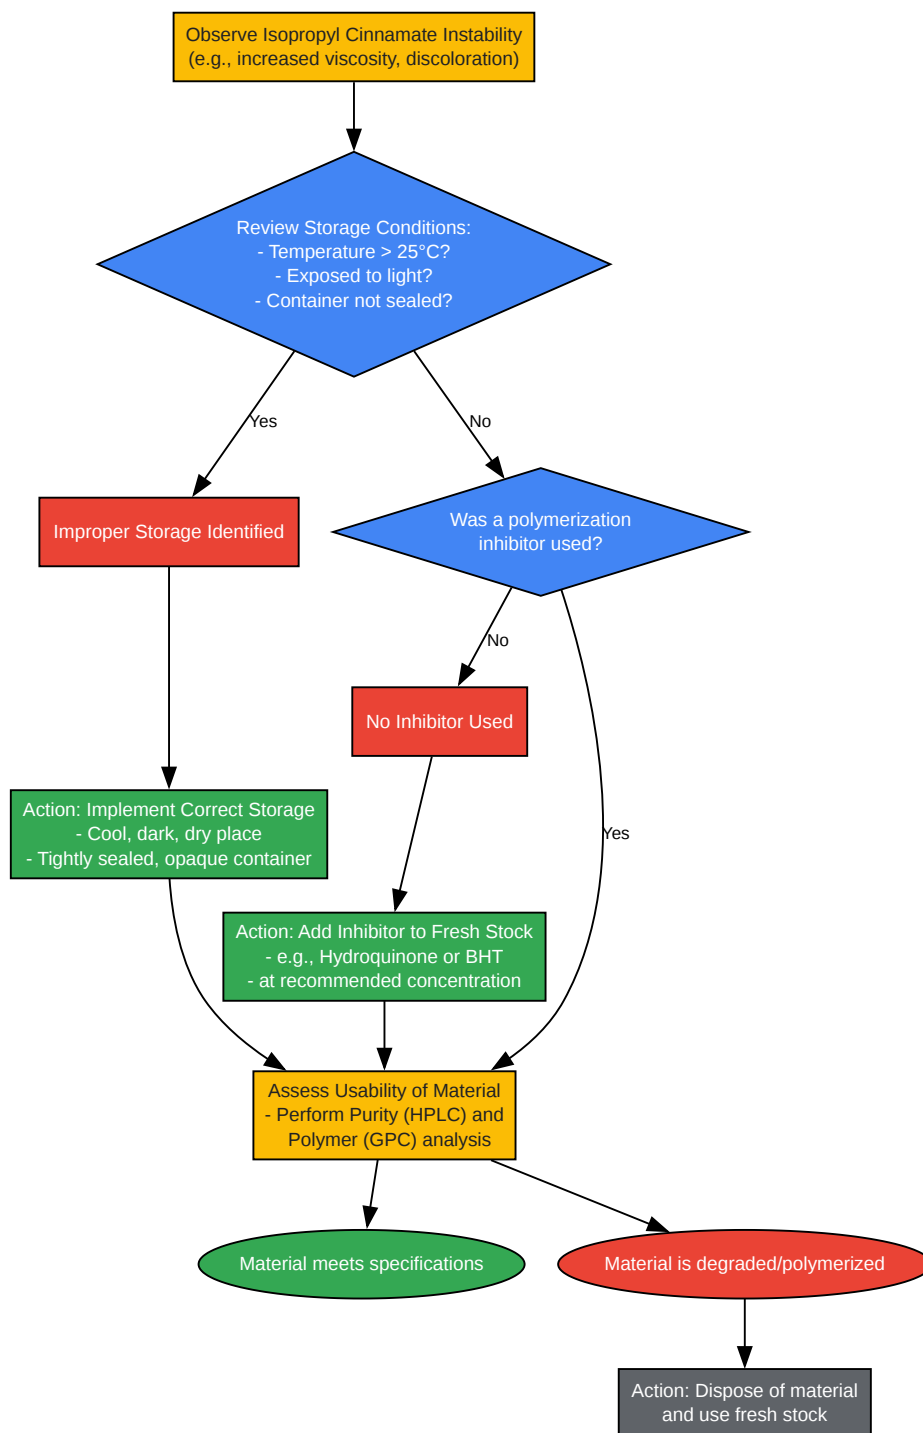 Observe Isopropyl Cinnamate Instability
(e.g., increased viscosity, discoloration)
Review Storage Conditions:
- Temperature > 25°C?
- Exposed to light?
- Container not sealed?
Yes
No
Improper Storage Identified
Was a polymerization
inhibitor used?
No
No Inhibitor Used
Action: Implement Correct Storage
- Cool, dark, dry place
- Tightly sealed, opaque container
Yes
Action: Add Inhibitor to Fresh Stock
- e.g., Hydroquinone or BHT
- at recommended concentration
Assess Usability of Material
- Perform Purity (HPLC) and
Polymer (GPC) analysis
Material meets specifications
Material is degraded/polymerized
Action: Dispose of material
and use fresh stock